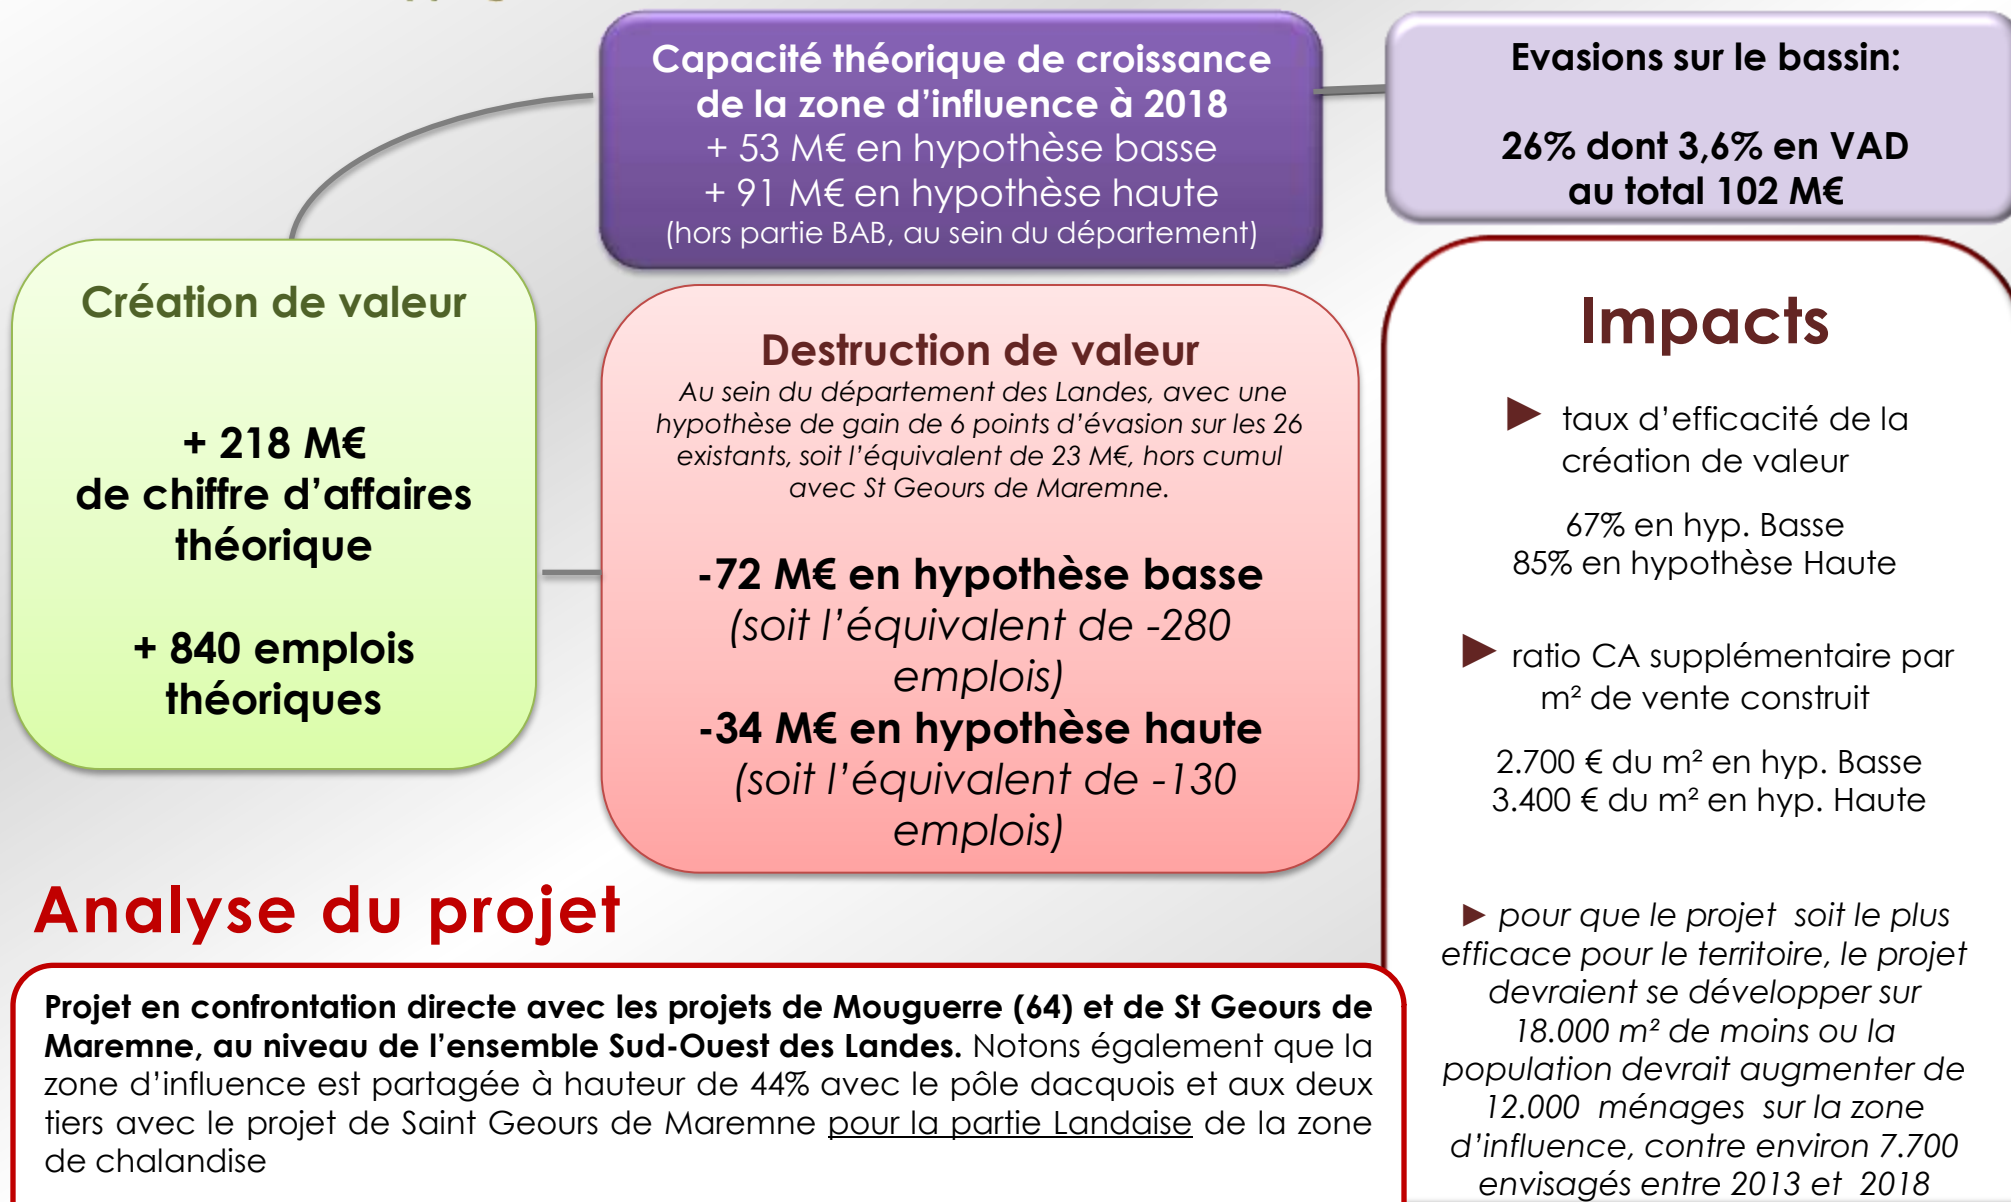 Capacité théorique de croissance
de la zone d'influence à 2018
+ 53 M€ en hypothèse basse
+ 91 M€ en hypothèse haute
(hors partie BAB, au sein du département)
Evasions sur le bassin:
26% dont 3,6% en VAD
au total 102 M€
Création de valeur
+ 218 M€
de chiffre d'affaires
théorique
+ 840 emplois
théoriques
Destruction de valeur
Au sein du département des Landes, avec une
hypothèse de gain de 6 points d'évasion sur les 26
existants, soit l'équivalent de 23 M€, hors cumul
avec St Geours de Maremne.
-72 M€ en hypothèse basse
(soit l'équivalent de -280
emplois)
-34 M€ en hypothèse haute
(soit l'équivalent de -130
emplois)
Impacts
► taux d'efficacité de la
création de valeur
67% en hyp. Basse
85% en hypothèse Haute
► ratio CA supplémentaire par
m² de vente construit
2.700 € du m² en hyp. Basse
3.400 € du m² en hyp. Haute
► pour que le projet soit le plus
efficace pour le territoire, le projet
devraient se développer sur
18.000 m² de moins ou la
population devrait augmenter de
12.000 ménages sur la zone
d'influence, contre environ 7.700
envisagés entre 2013 et 2018
Analyse du projet
Projet en confrontation directe avec les projets de Mouguerre (64) et de St Geours de
Maremne, au niveau de l'ensemble Sud-Ouest des Landes. Notons également que la
zone d'influence est partagée à hauteur de 44% avec le pôle dacquois et aux deux
tiers avec le projet de Saint Geours de Maremne pour la partie Landaise de la zone
de chalandise